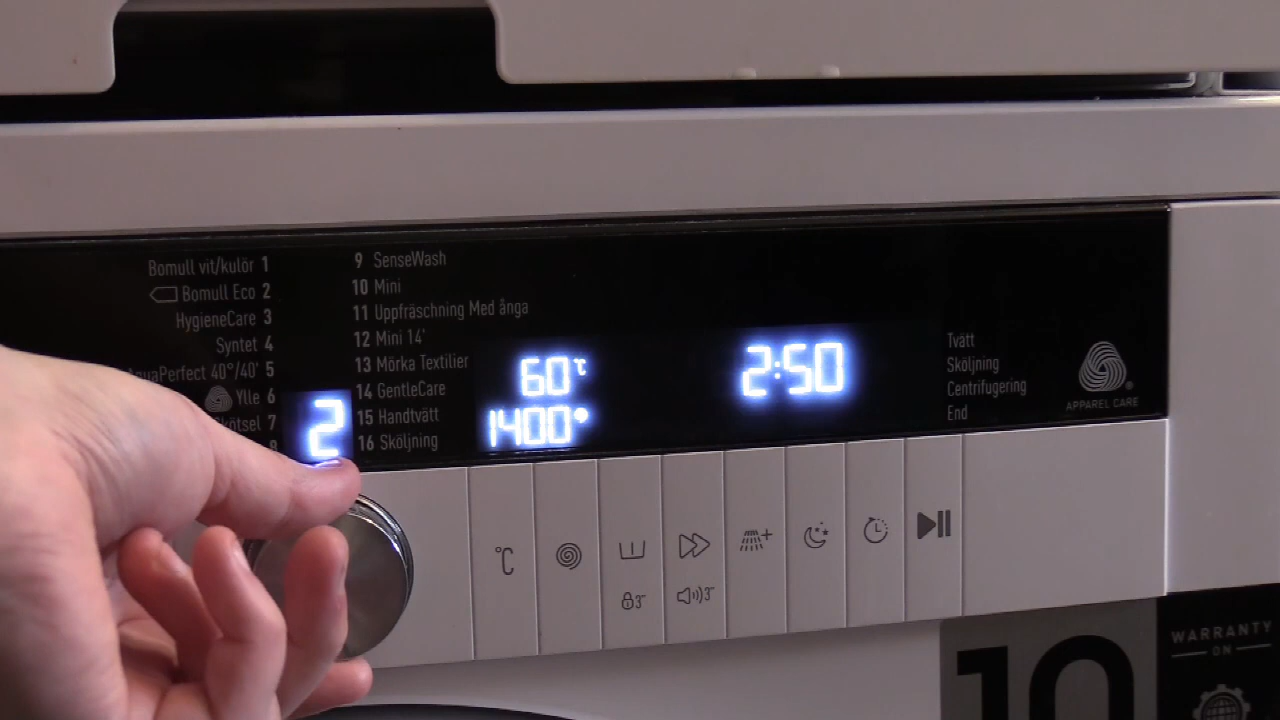 Bomull vit/kulör 1
Bomull Eco 2
HygieneCare 3
Syntet 4
AquaPerfect 40°/40' 5
Ylle 6
7
9 SenseWash
10 Mini
11 Uppfräschning Med ånga
12 Mini 14'
13 Mörka Textilier
14 GentleCare
15 Handtvätt
16 Sköljning
2
60°C
1400
2:50
Tvätt
Sköljning
Centrifugering
End
APPAREL CARE
°C
3"
3"
10
WARRANTY
ON